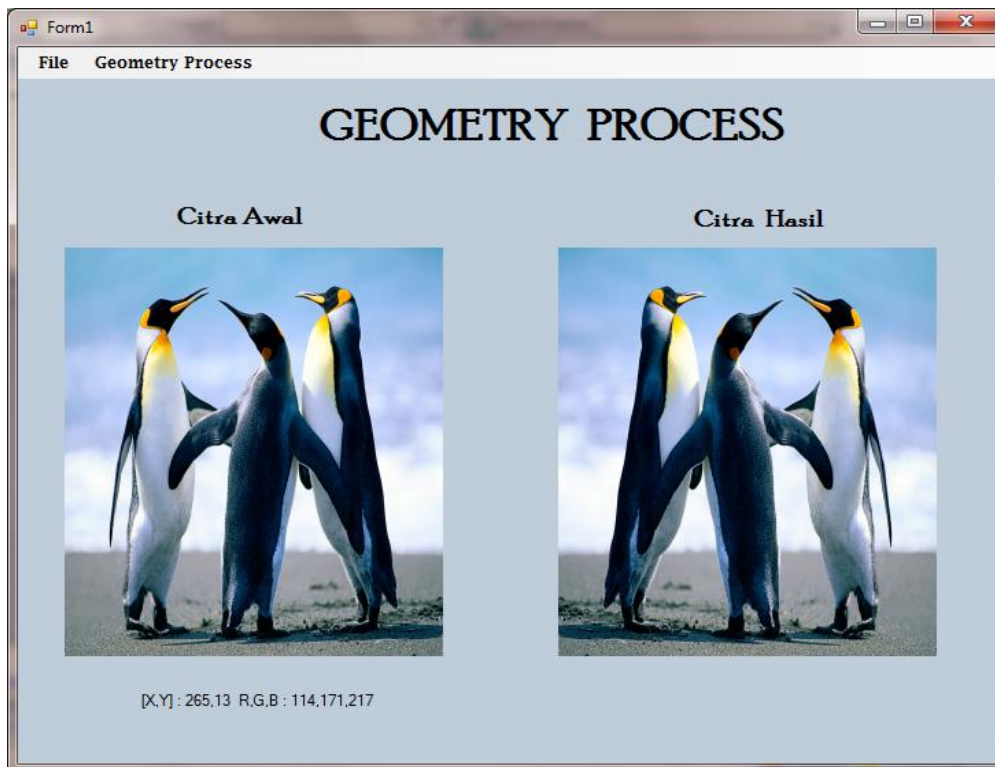 Form1
File Geometry Process
GEOMETRY PROCESS
Citra Awal
Citra Hasil
[X,Y] : 265,13 R,G,B : 114,171,217